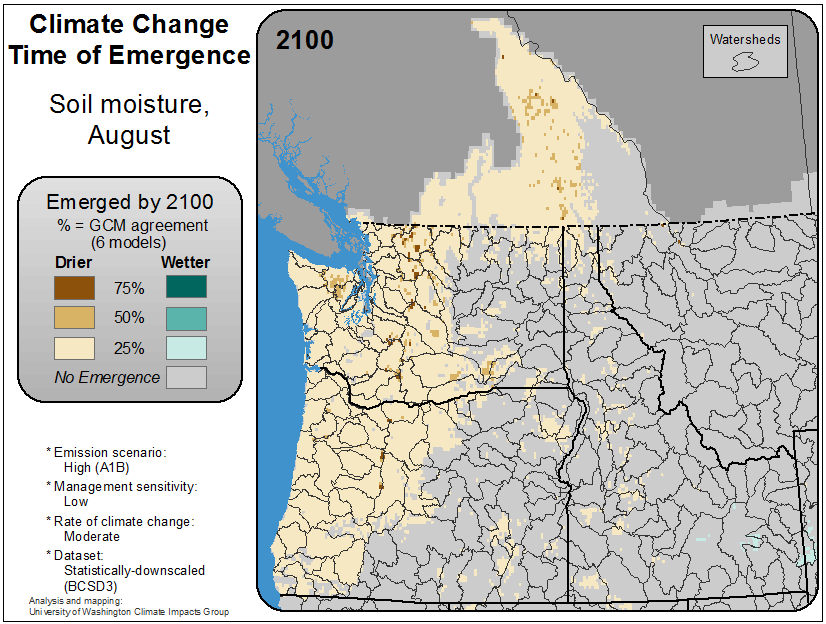 Climate Change
Time of Emergence
Soil moisture,
August
Emerged by 2100
% = GCM agreement
(6 models)
Drier Wetter
75%
50%
25%
No Emergence
* Emission scenario:
High (A1B)
* Management sensitivity:
Low
* Rate of climate change:
Moderate
* Dataset:
Statistically-downscaled
(BCSD3)
Analysis and mapping:
University of Washington Climate Impacts Group
2100
Watersheds